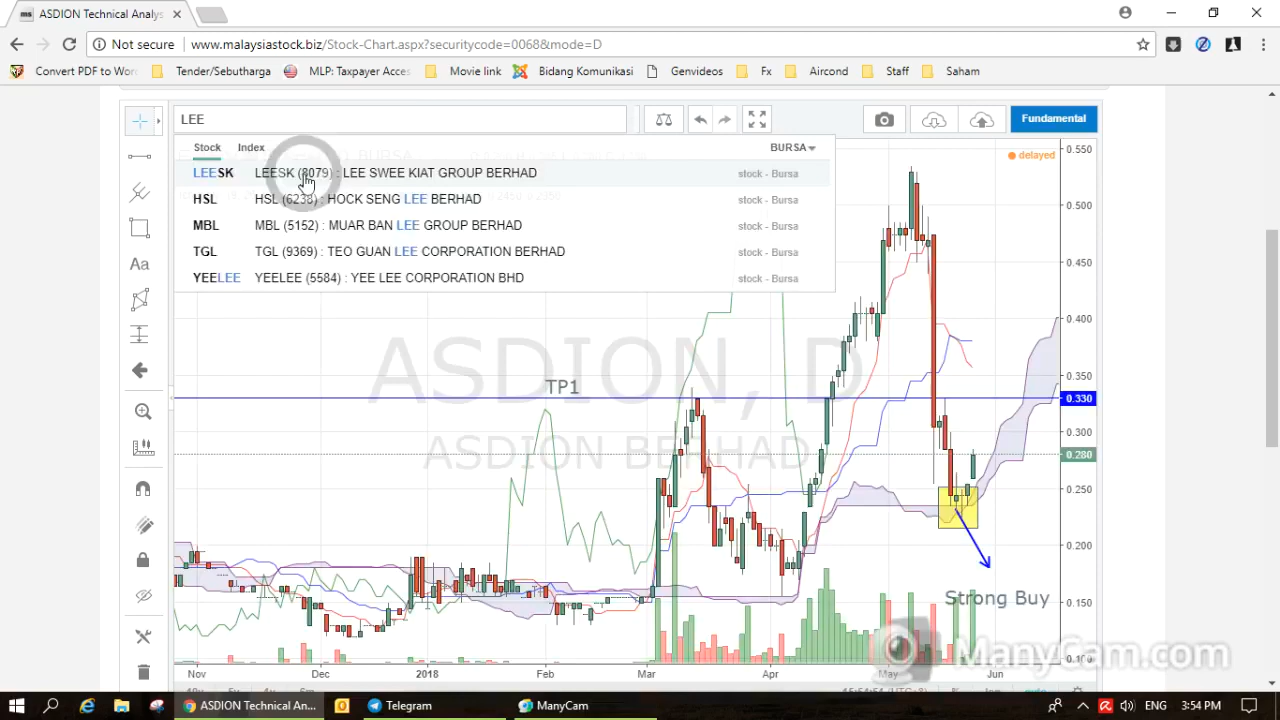 ms ASDION Technical Analys
Not secure www.malaysiastock.biz/Stock-Chart.aspx?securitycode=0068&mode=D
Convert PDF to Word Tender/Sebutharga MLP: Taxpayer Acces Movie link Bidang Komunikasi Genvideos Fx Aircond Staff Saham
LEE
Fundamental
Stock Index BURSA
delayed
LEESK LEESK (8079) : LEE SWEE KIAT GROUP BERHAD stock - Bursa
HSL HSL (6238) : HOCK SENG LEE BERHAD stock - Bursa
MBL MBL (5152) : MUAR BAN LEE GROUP BERHAD stock - Bursa
TGL TGL (9369) : TEO GUAN LEE CORPORATION BERHAD stock - Bursa
YEELEE YEELEE (5584) : YEE LEE CORPORATION BHD stock - Bursa
Aa
0.550
0.500
0.450
0.400
0.350
0.330
0.300
0.280
0.250
0.200
0.150
0.100
ASDION, D
ASDION BERHAD
TP1
Strong Buy
ManyCam.com
Nov Dec 2018 Feb Mar Apr May Jun
ASDION Technical An... Telegram ManyCam ENG 3:54 PM